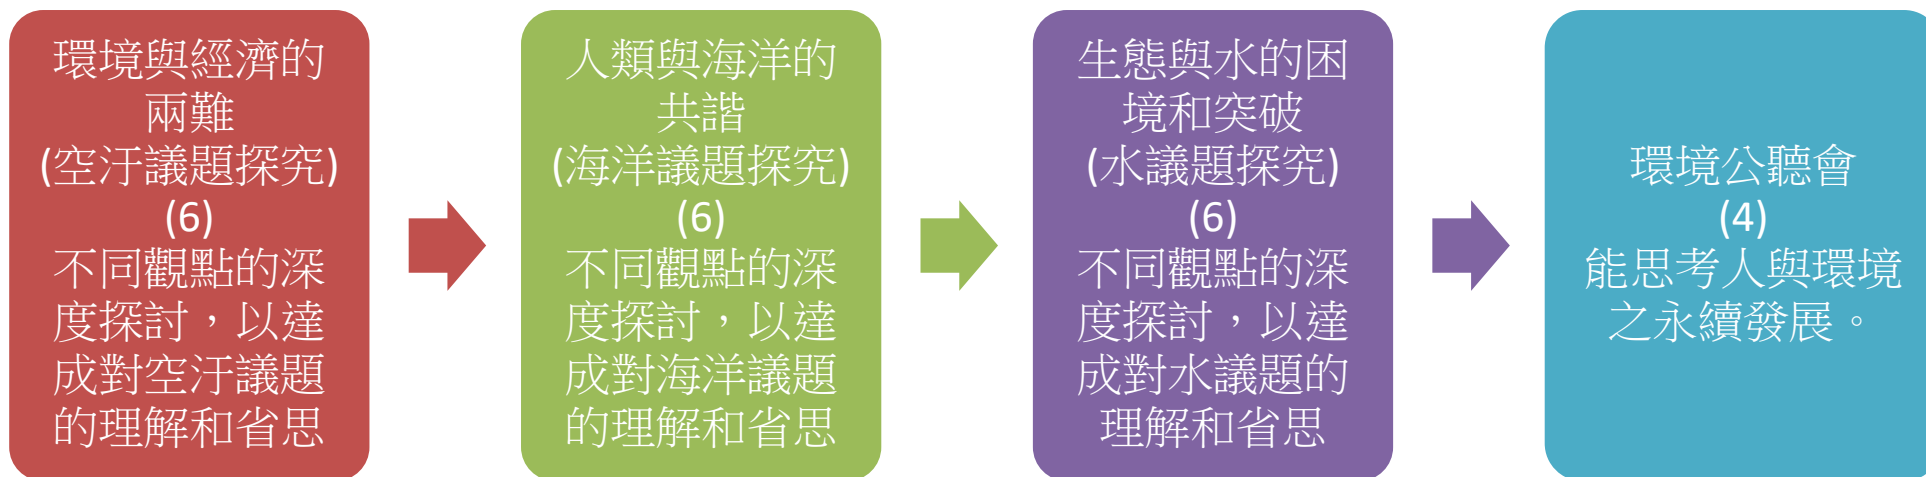 環境與經濟的
兩難
(空汙議題探究)
(6)
不同觀點的深
度探討，以達
成對空汙議題
的理解和省思
人類與海洋的
共諧
(海洋議題探究)
(6)
不同觀點的深
度探討，以達
成對海洋議題
的理解和省思
生態與水的困
境和突破
(水議題探究)
(6)
不同觀點的深
度探討，以達
成對水議題的
理解和省思
環境公聽會
(4)
能思考人與環境
之永續發展。